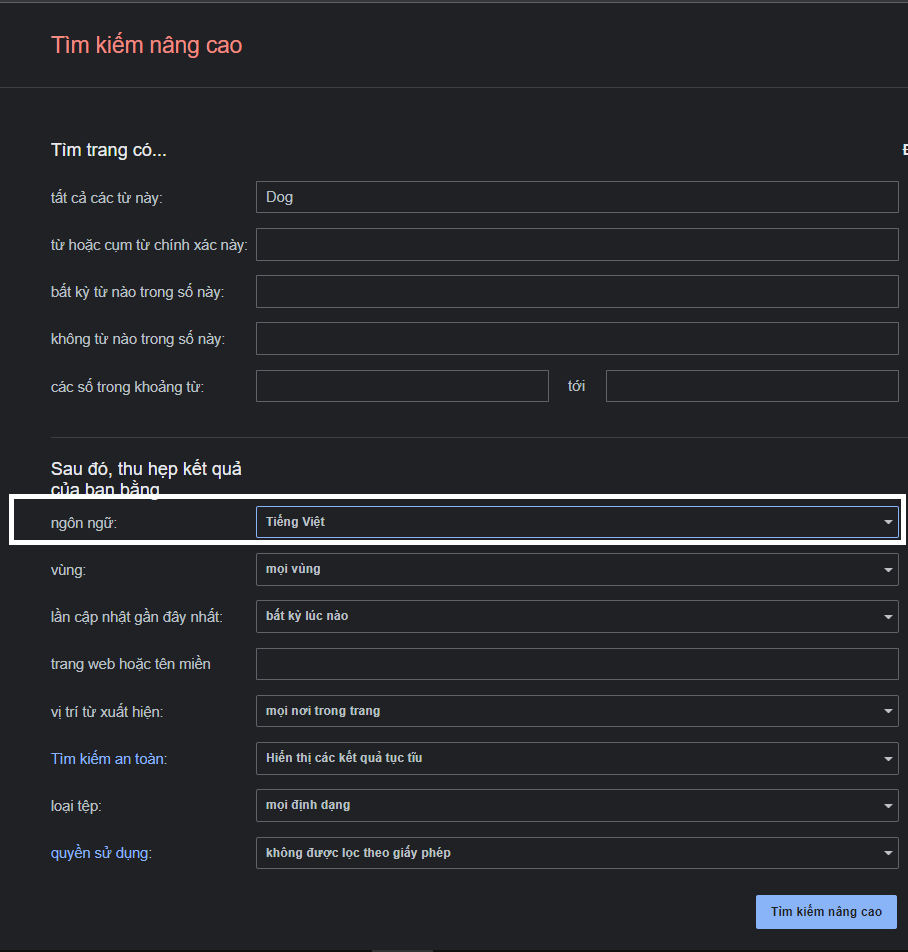 Tìm kiếm nâng cao
Tìm trang có...
tất cả các từ này: Dog
từ hoặc cụm từ chính xác này:
bất kỳ từ nào trong số này:
không từ nào trong số này:
các số trong khoảng từ: tới
Sau đó, thu hẹp kết quả
của bạn bằng
ngôn ngữ: Tiếng Việt
vùng: mọi vùng
lần cập nhật gần đây nhất: bất kỳ lúc nào
trang web hoặc tên miền
vị trí từ xuất hiện: mọi nơi trong trang
Tìm kiếm an toàn: Hiển thị các kết quả tục tĩu
loại tệp: mọi định dạng
quyền sử dụng: không được lọc theo giấy phép
Tìm kiếm nâng cao